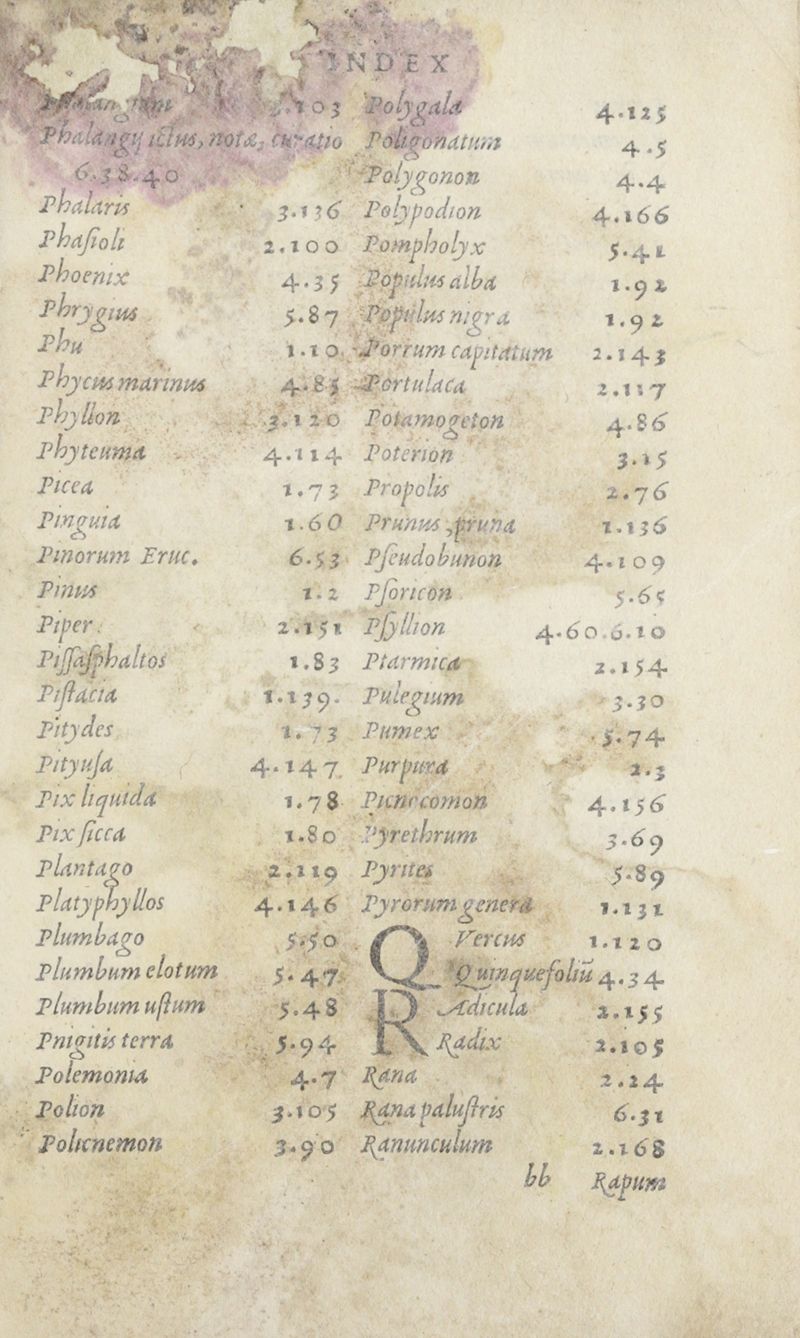 INDEX
3.103
Phalangij ictus, notæ, curatio
6.38.40
Phalaris 3.136
Phaſioli 2.100
Phoenix 4.35
Phrygius 5.87
Phu 1.10
Phycus marinus 4.85
Phyllon 3.120
Phyteuma 4.114
Picea 1.73
Pinguia 1.60
Pinorum Eruc. 6.53
Pinus 1.2
Piper 2.151
Piſſaſphaltos 1.83
Piſtacia 1.139.
Pitydes 1.73
Pityuſa 4.147
Pix liquida 1.78
Pix ſicca 1.80
Plantago 2.119
Platyphyllos 4.146
Plumbago 5.50
Plumbum elotum 5.47
Plumbum uſtum 5.48
Pnigitis terra 5.94
Polemonia 4.7
Polion 3.105
Policnemon 3.90
Polygala 4.125
Poligonatum 4.5
Polygonon 4.4
Polypodion 4.166
Pompholyx 5.41
Populus alba 1.92
Populus nigra 1.92
Porrum capitatum 2.143
Portulaca 2.117
Potamogeton 4.86
Poterion 3.15
Propolis 2.76
Prunus, pruna 1.136
Pſeudobunon 4.109
Pſoricon 5.65
Pſyllion 4.60.6.10
Ptarmica 2.154
Pulegium 3.30
Pumex 5.74
Purpura 2.3
Picnocomon 4.156
Pyrethrum 3.69
Pyrites 5.89
Pyrorum genera 1.131
QVercus 1.120
Quinquefoliũ 4.34
RAdicula 2.155
Radix 2.105
Rana 2.24
Rana paluſtris 6.31
Ranunculum 2.168
bb Rapum